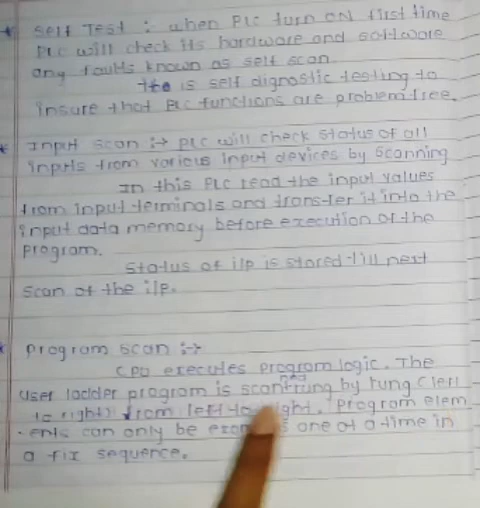 * Self Test : when PLC turn ON first time
PLC will check its hardware and software
any faults known as self scan.
The is self dignostic testing to
insure that PLC functions are problem free.
* Input scan :→ PLC will check status of all
inputs from various input devices by scanning
In this PLC read the input values
from input terminals and transfer it into the
input data memory before execution of the
program.
Status of i/p is stored till next
scan of the i/p.
* Program scan :→
CPU executes program logic. The
user ladder program is scan rung by rung (left
to right) from left to right. Program elem
-ents can only be one at a time in
a fix sequence.